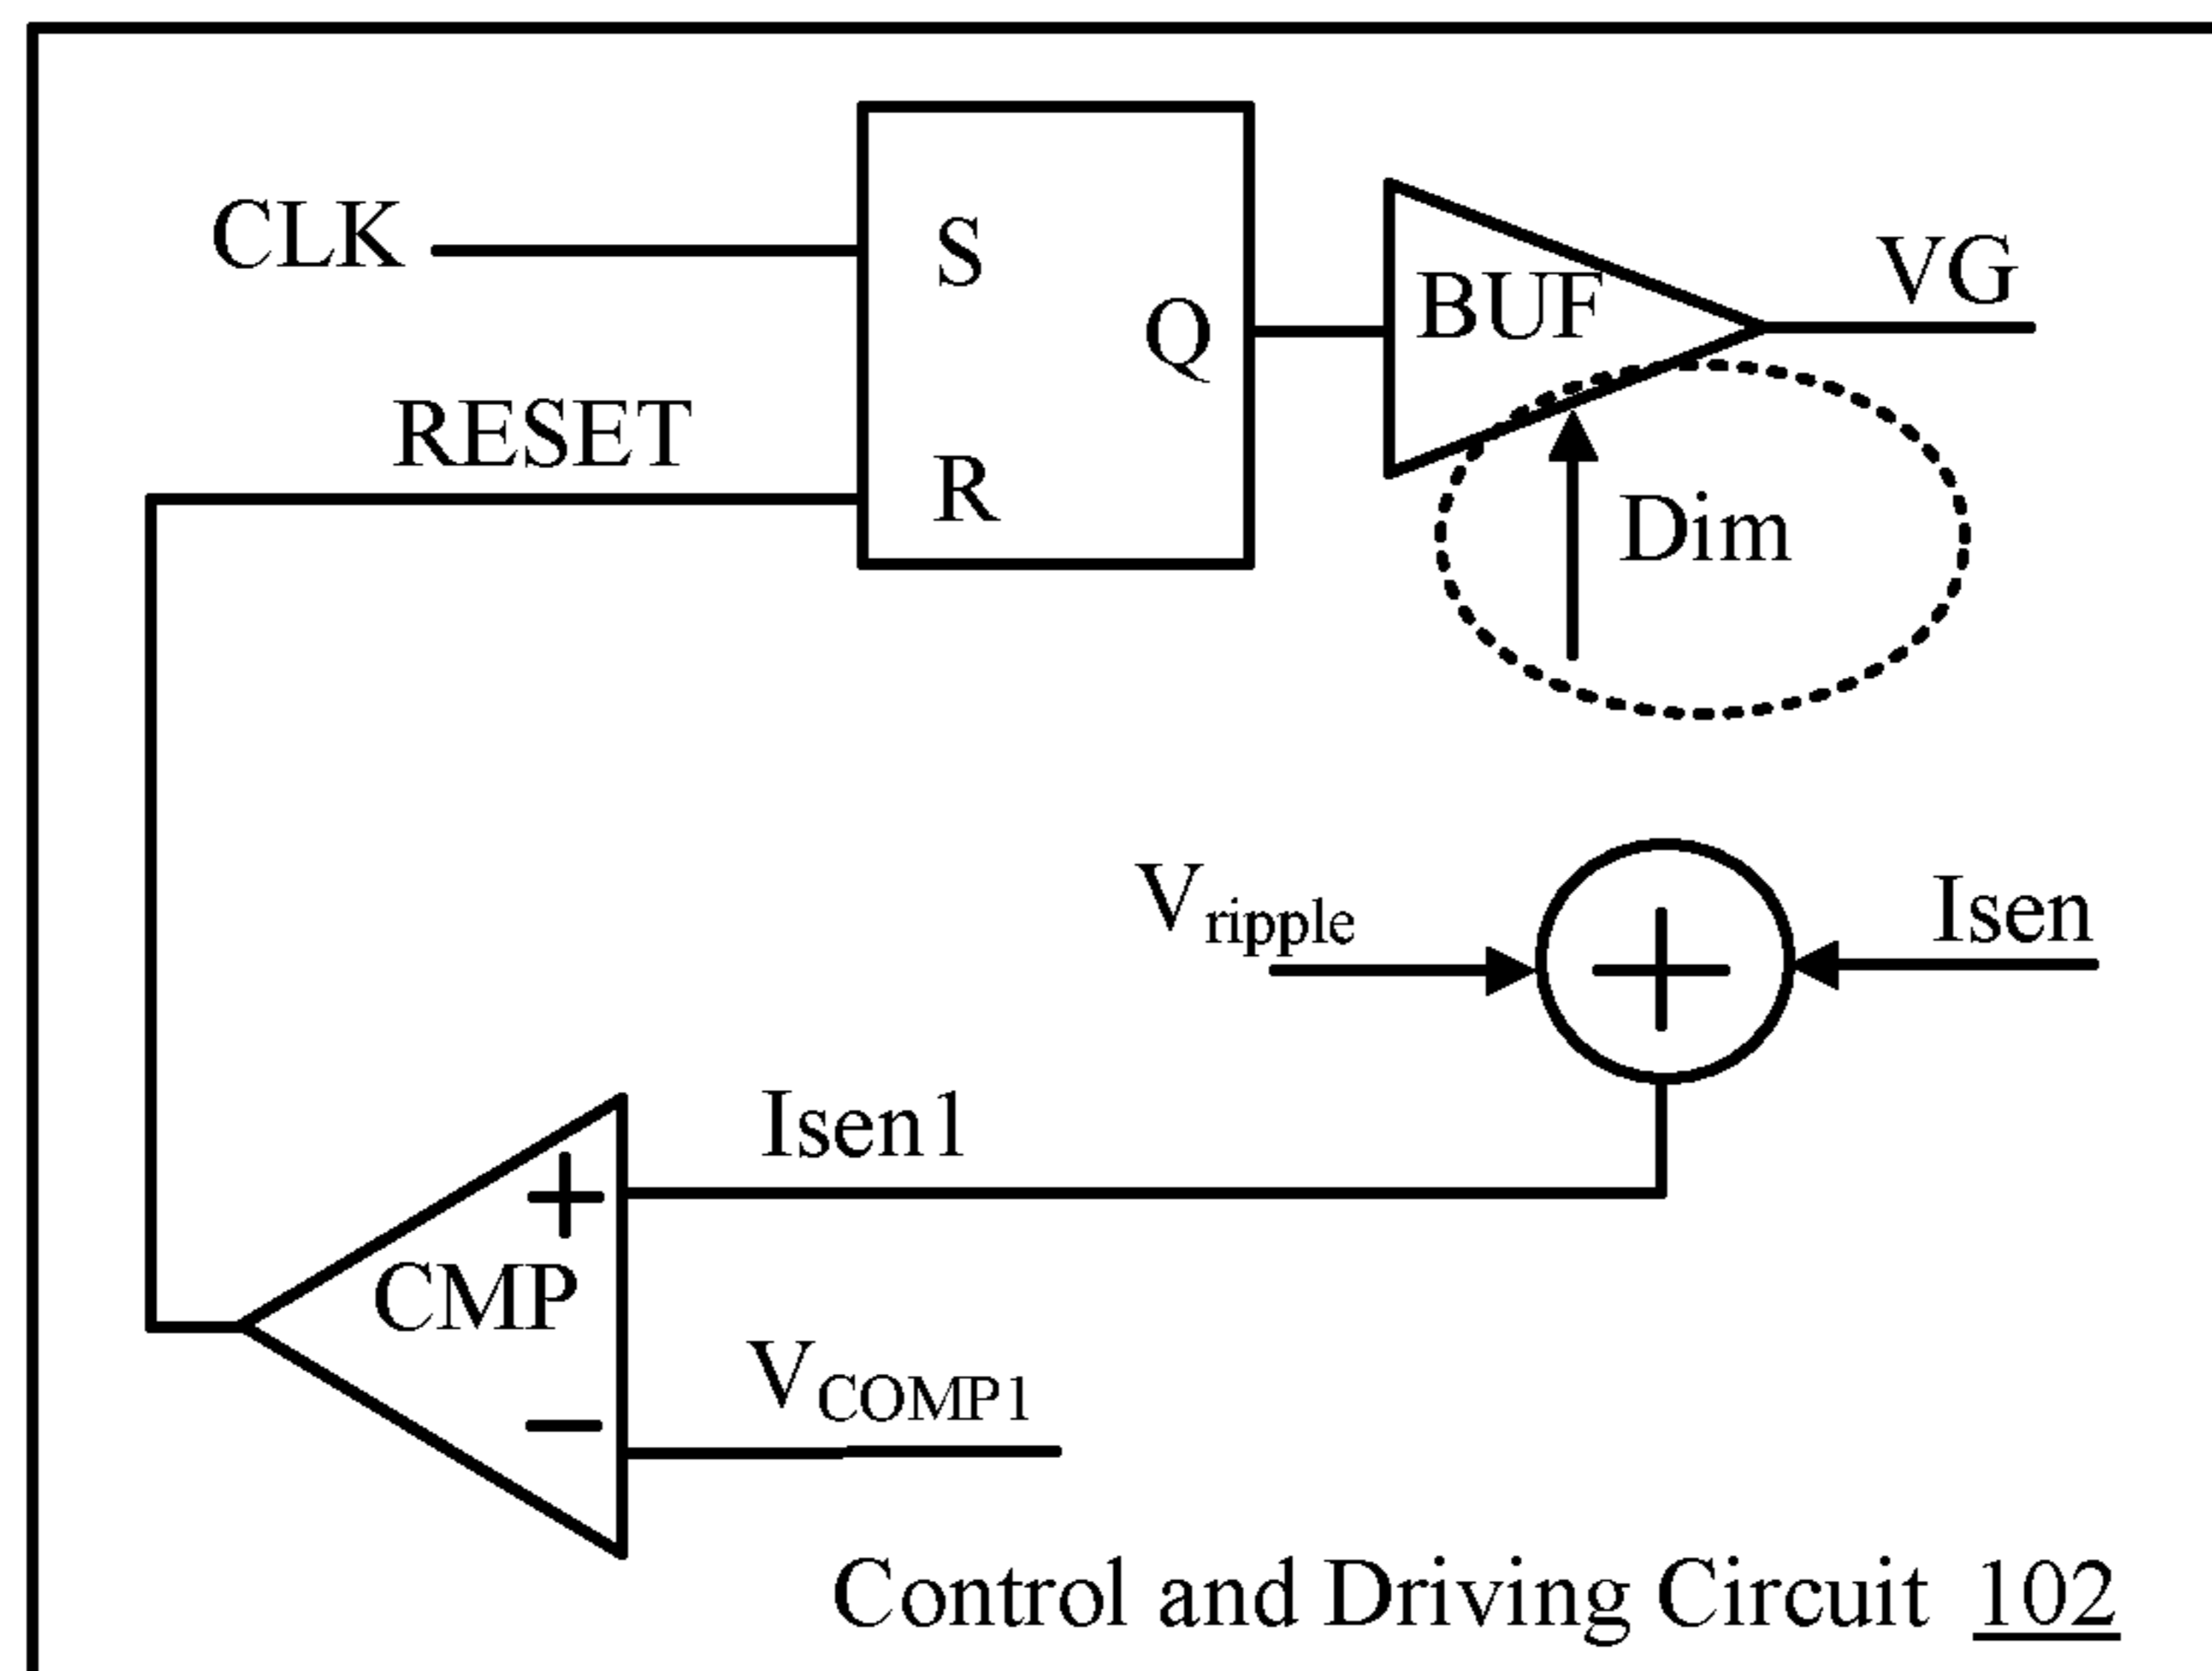 CLK
S
Q
BUF
VG
RESET
R
Dim
Vripple
Isen
+
Isen1
+
CMP
VCOMP1
−
Control and Driving Circuit 102